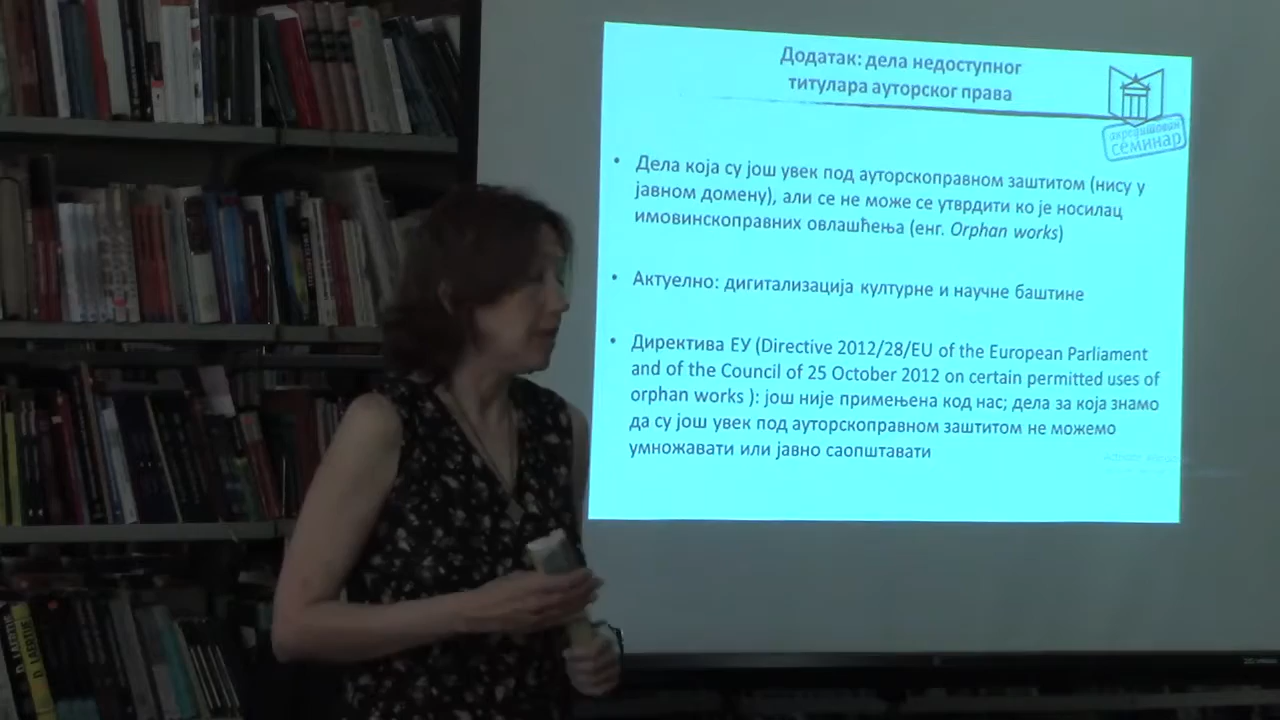 Додатак: дела недоступног
титулара ауторског права
акредитован
семинар
• Дела која су још увек под ауторскоправном заштитом (нису у
јавном домену), али се не може се утврдити ко је носилац
имовинскоправних овлашћења (енг. Orphan works)
• Актуелно: дигитализација културне и научне баштине
• Директива ЕУ (Directive 2012/28/EU of the European Parliament
and of the Council of 25 October 2012 on certain permitted uses of
orphan works ): још није примењена код нас; дела за која знамо
да су још увек под ауторскоправном заштитом не можемо
умножавати или јавно саопштавати
D. LAERTIJE